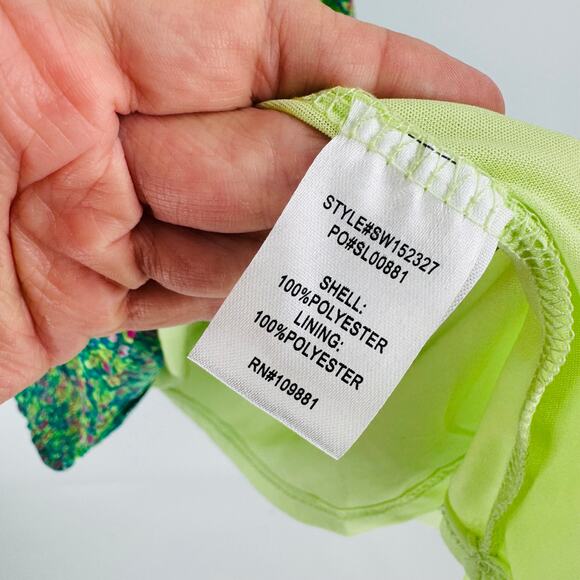 STYLE#SW152327
PO#SL00881
SHELL:
100%POLYESTER
LINING:
100%POLYESTER
RN#109881